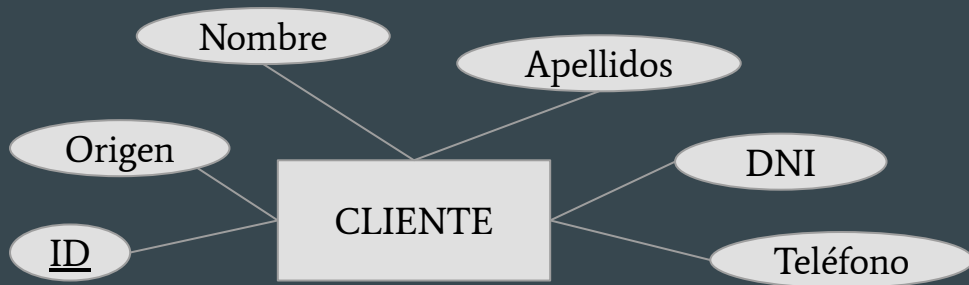 Nombre
Apellidos
Origen
DNI
CLIENTE
ID
Teléfono